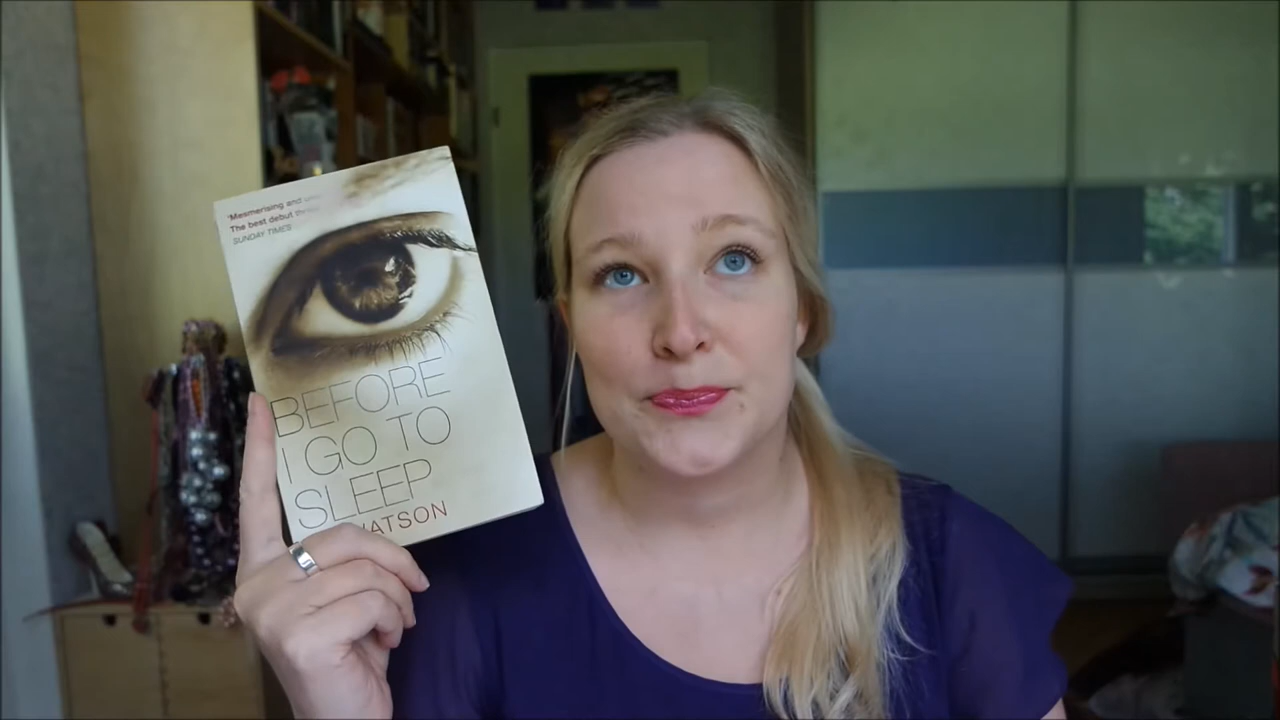 "Mesmerising and
The best debut
SUNDAY TIMES
BEFORE
I GO TO
SLEEP
WATSON